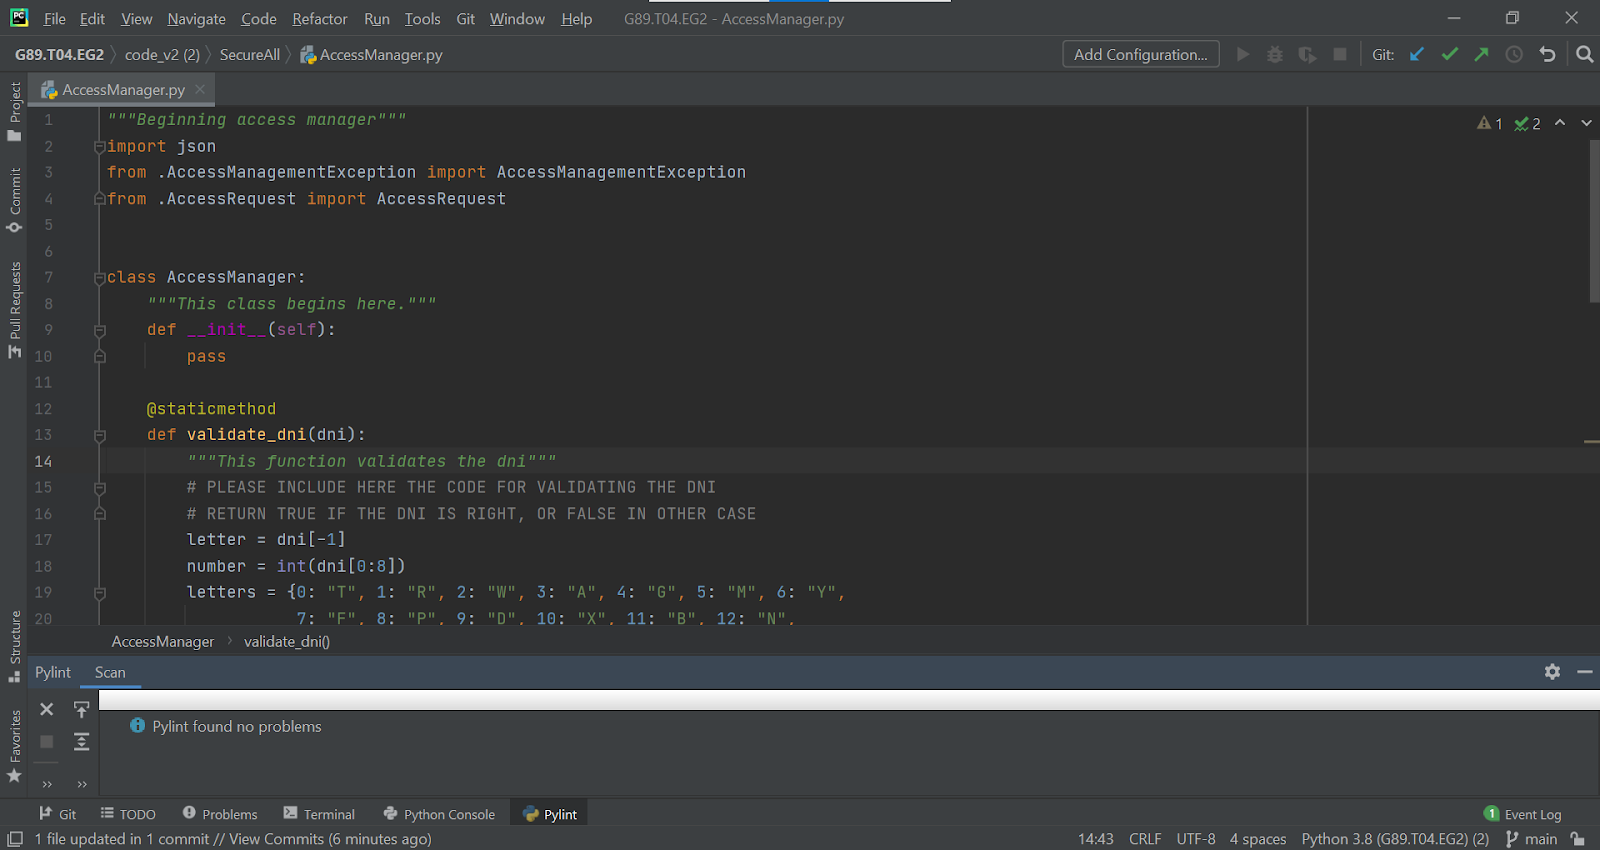 PC File Edit View Navigate Code Refactor Run Tools Git Window Help G89.T04.EG2 - AccessManager.py
G89.T04.EG2 code_v2 (2) SecureAll AccessManager.py Add Configuration... Git:
AccessManager.py
Project
Commit
Pull Requests
Structure
Favorites
1 """Beginning access manager"""
1 2
2 import json
3 from .AccessManagementException import AccessManagementException
4 from .AccessRequest import AccessRequest
5
6
7 class AccessManager:
8 """This class begins here."""
9 def __init__(self):
10 pass
11
12 @staticmethod
13 def validate_dni(dni):
14 """This function validates the dni"""
15 # PLEASE INCLUDE HERE THE CODE FOR VALIDATING THE DNI
16 # RETURN TRUE IF THE DNI IS RIGHT, OR FALSE IN OTHER CASE
17 letter = dni[-1]
18 number = int(dni[0:8])
19 letters = {0: "T", 1: "R", 2: "W", 3: "A", 4: "G", 5: "M", 6: "Y",
20 7: "F", 8: "P", 9: "D", 10: "X", 11: "B", 12: "N",
AccessManager validate_dni()
Pylint Scan
Pylint found no problems
Git TODO Problems Terminal Python Console Pylint 1 Event Log
1 file updated in 1 commit // View Commits (6 minutes ago) 14:43 CRLF UTF-8 4 spaces Python 3.8 (G89.T04.EG2) (2) main